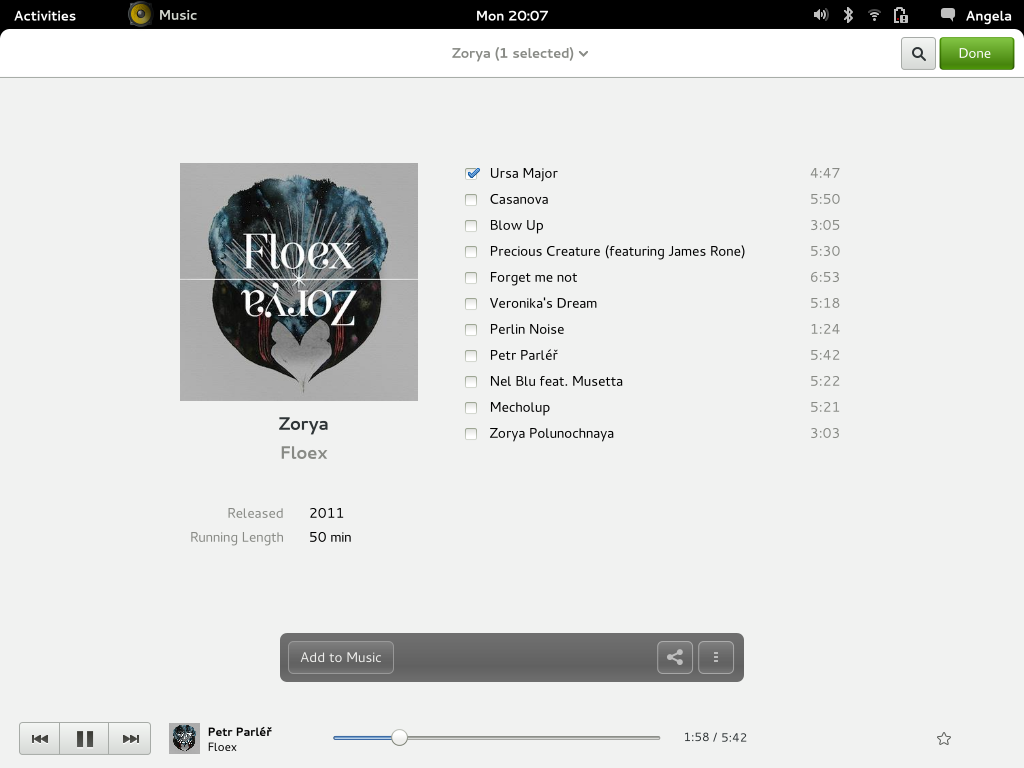 Activities Music Mon 20:07 Angela
Zorya (1 selected) Done
Floex
Zorya
Ursa Major 4:47
Casanova 5:50
Blow Up 3:05
Precious Creature (featuring James Rone) 5:30
Forget me not 6:53
Veronika's Dream 5:18
Perlin Noise 1:24
Petr Parléř 5:42
Nel Blu feat. Musetta 5:22
Mecholup 5:21
Zorya Polunochnaya 3:03
Zorya
Floex
Released 2011
Running Length 50 min
Add to Music
Petr Parléř
Floex
1:58 / 5:42